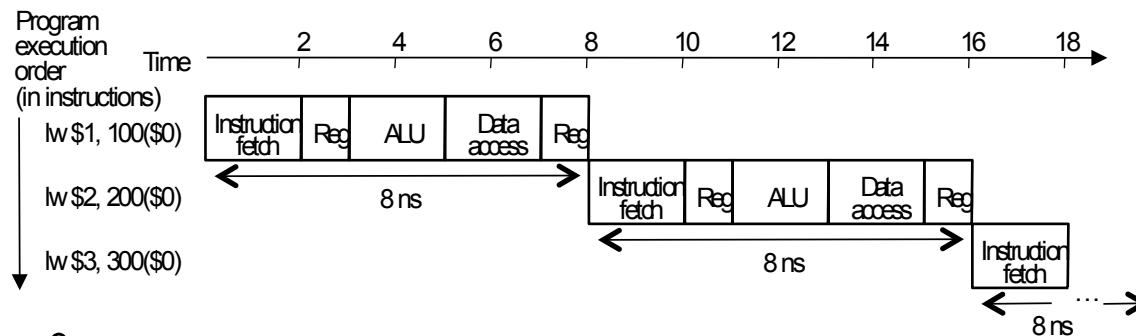 Program
execution
order
(in instructions)
Time
2 4 6 8 10 12 14 16 18
lw $1, 100($0)
Instruction
fetch
Reg
ALU
Data
access
Reg
8 ns
lw $2, 200($0)
Instruction
fetch
Reg
ALU
Data
access
Reg
8 ns
lw $3, 300($0)
Instruction
fetch
...
8 ns